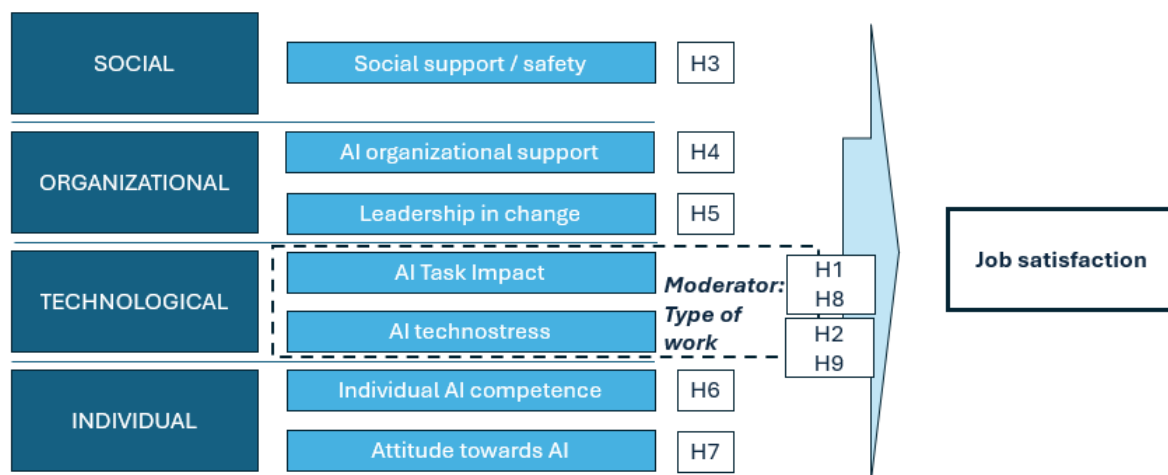 SOCIAL
Social support / safety
H3
ORGANIZATIONAL
AI organizational support
H4
Leadership in change
H5
TECHNOLOGICAL
AI Task Impact
AI technostress
Moderator:
Type of
work
H1
H8
H2
H9
Job satisfaction
INDIVIDUAL
Individual AI competence
H6
Attitude towards AI
H7